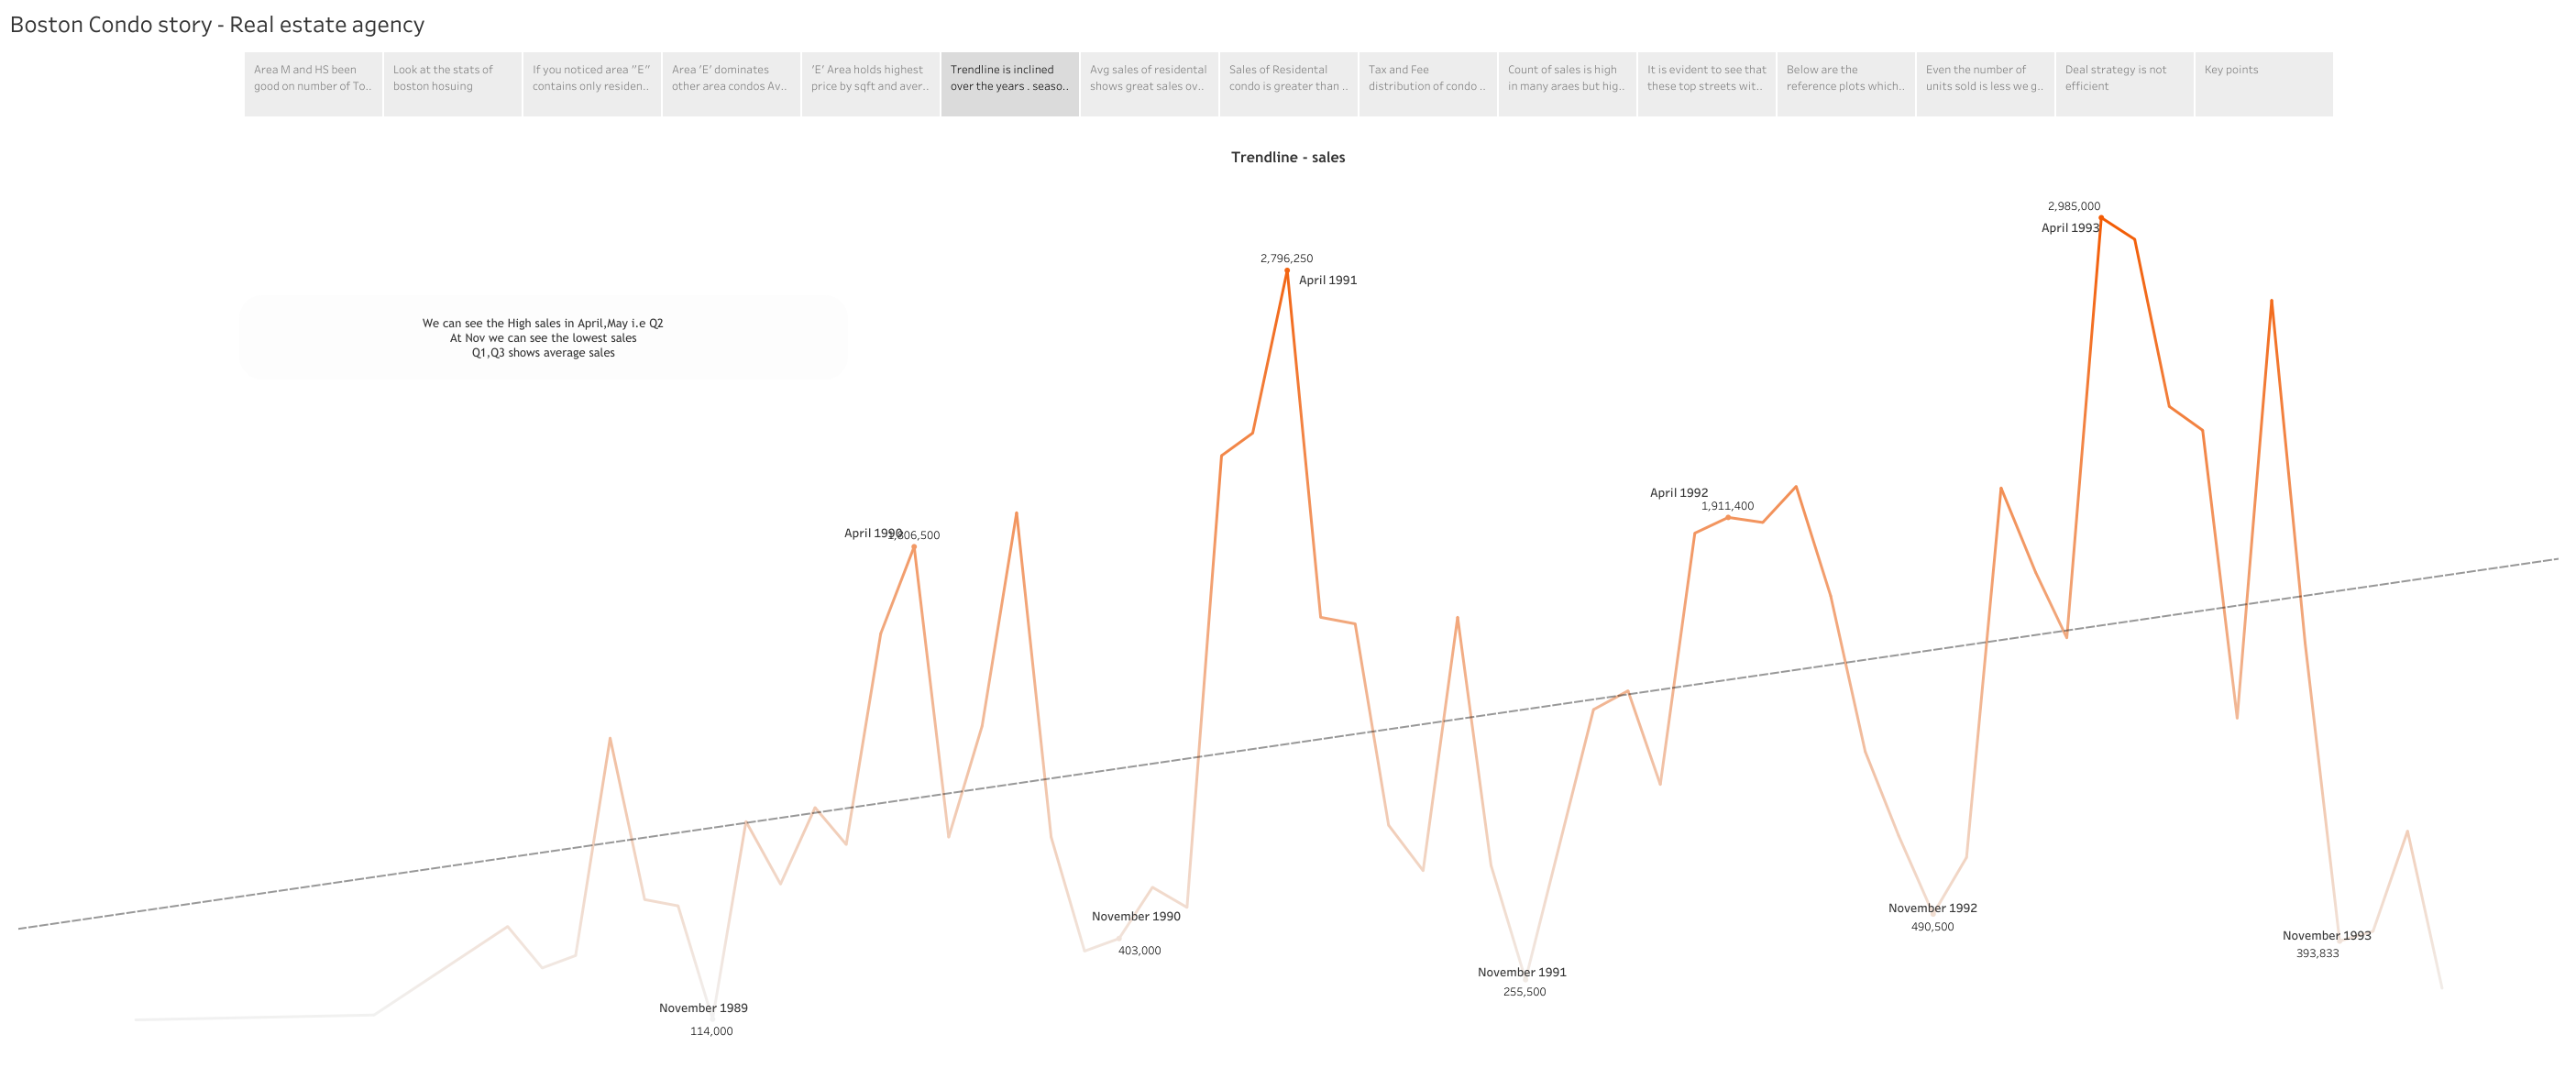 Boston Condo story - Real estate agency
Area M and HS been
good on number of To..
Look at the stats of
boston hosuing
If you noticed area "E"
contains only residen..
Area 'E' dominates
other area condos Av..
'E' Area holds highest
price by sqft and aver..
Trendline is inclined
over the years . seaso..
Avg sales of residental
shows great sales ov..
Sales of Residental
condo is greater than ..
Tax and Fee
distribution of condo ..
Count of sales is high
in many araes but hig..
It is evident to see that
these top streets wit..
Below are the
reference plots which..
Even the number of
units sold is less we g..
Deal strategy is not
efficient
Key points
Trendline - sales
2,985,000
April 1993
2,796,250
April 1991
We can see the High sales in April,May i.e Q2
At Nov we can see the lowest sales
Q1,Q3 shows average sales
April 1992
1,911,400
April 1990
1,806,500
November 1990
403,000
November 1992
490,500
November 1993
393,833
November 1991
255,500
November 1989
114,000